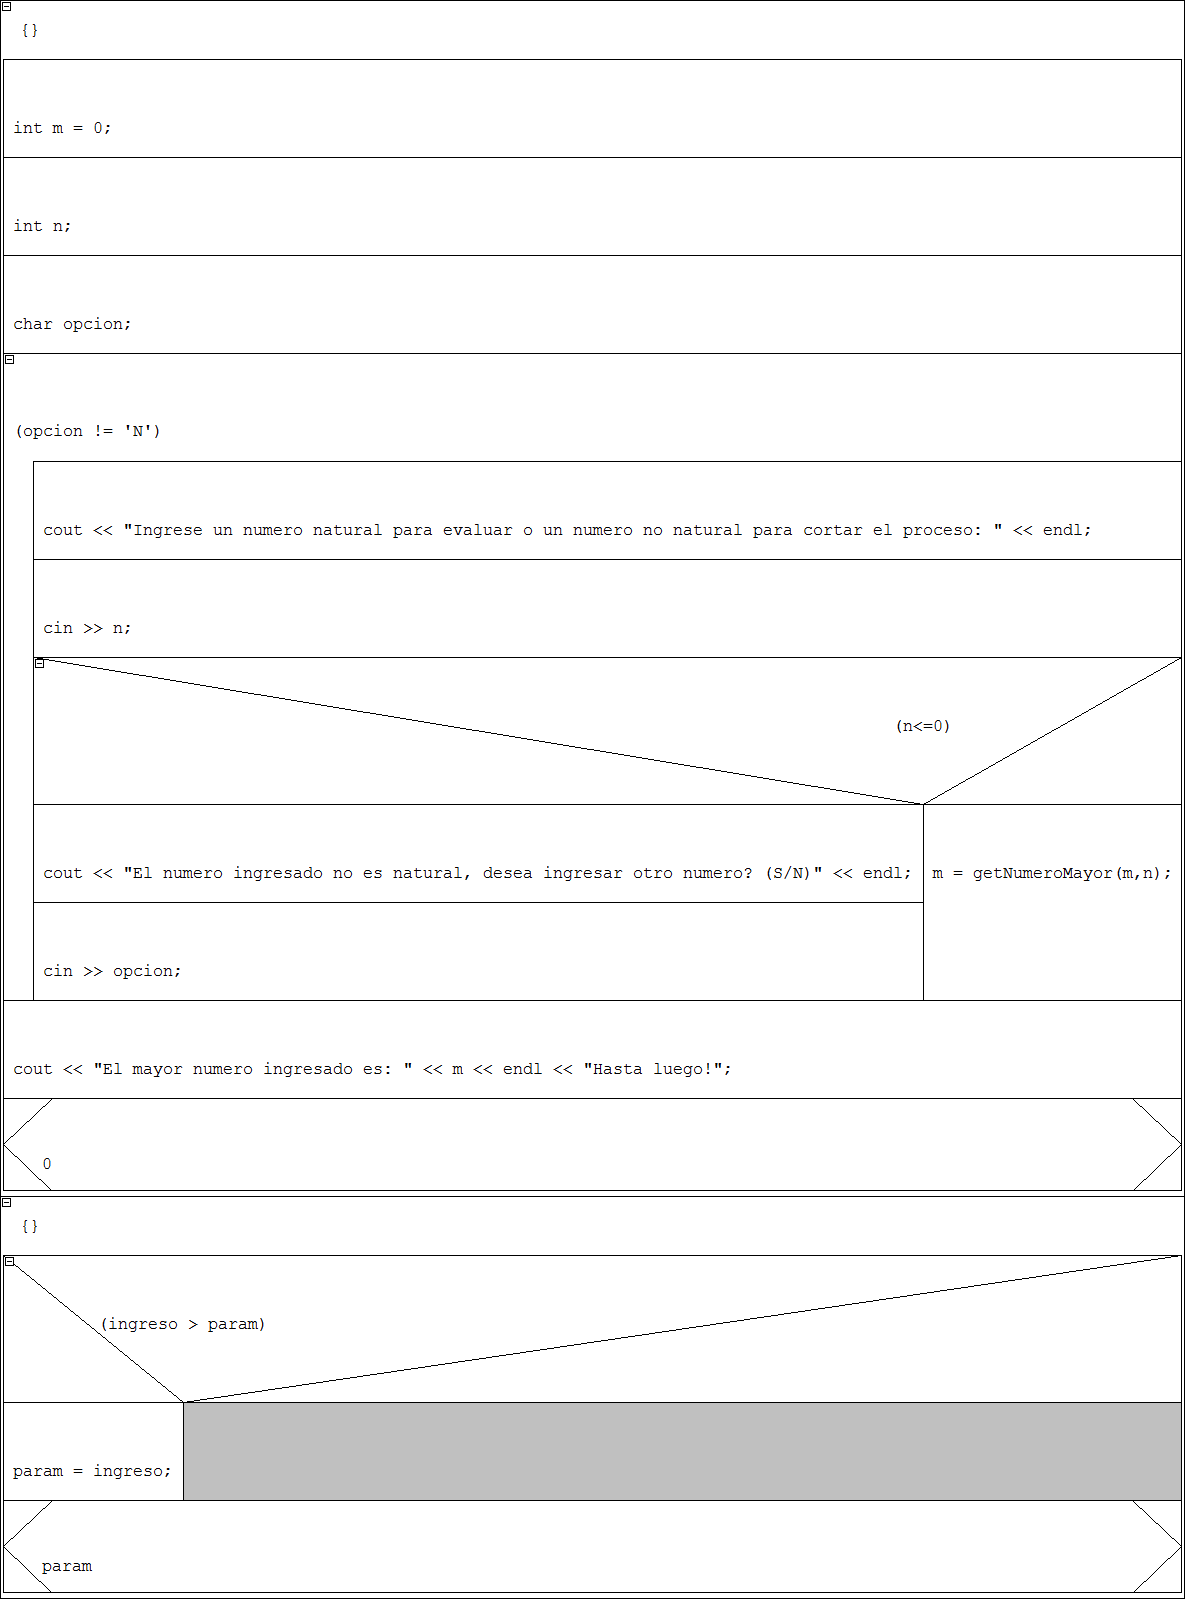 {}
int m = 0;
int n;
char opcion;
(opcion != 'N')
cout << "Ingrese un numero natural para evaluar o un numero no natural para cortar el proceso: " << endl;
cin >> n;
(n<=0)
cout << "El numero ingresado no es natural, desea ingresar otro numero? (S/N)" << endl;
m = getNumeroMayor(m,n);
cin >> opcion;
cout << "El mayor numero ingresado es: " << m << endl << "Hasta luego!";
0
{}
(ingreso > param)
param = ingreso;
param